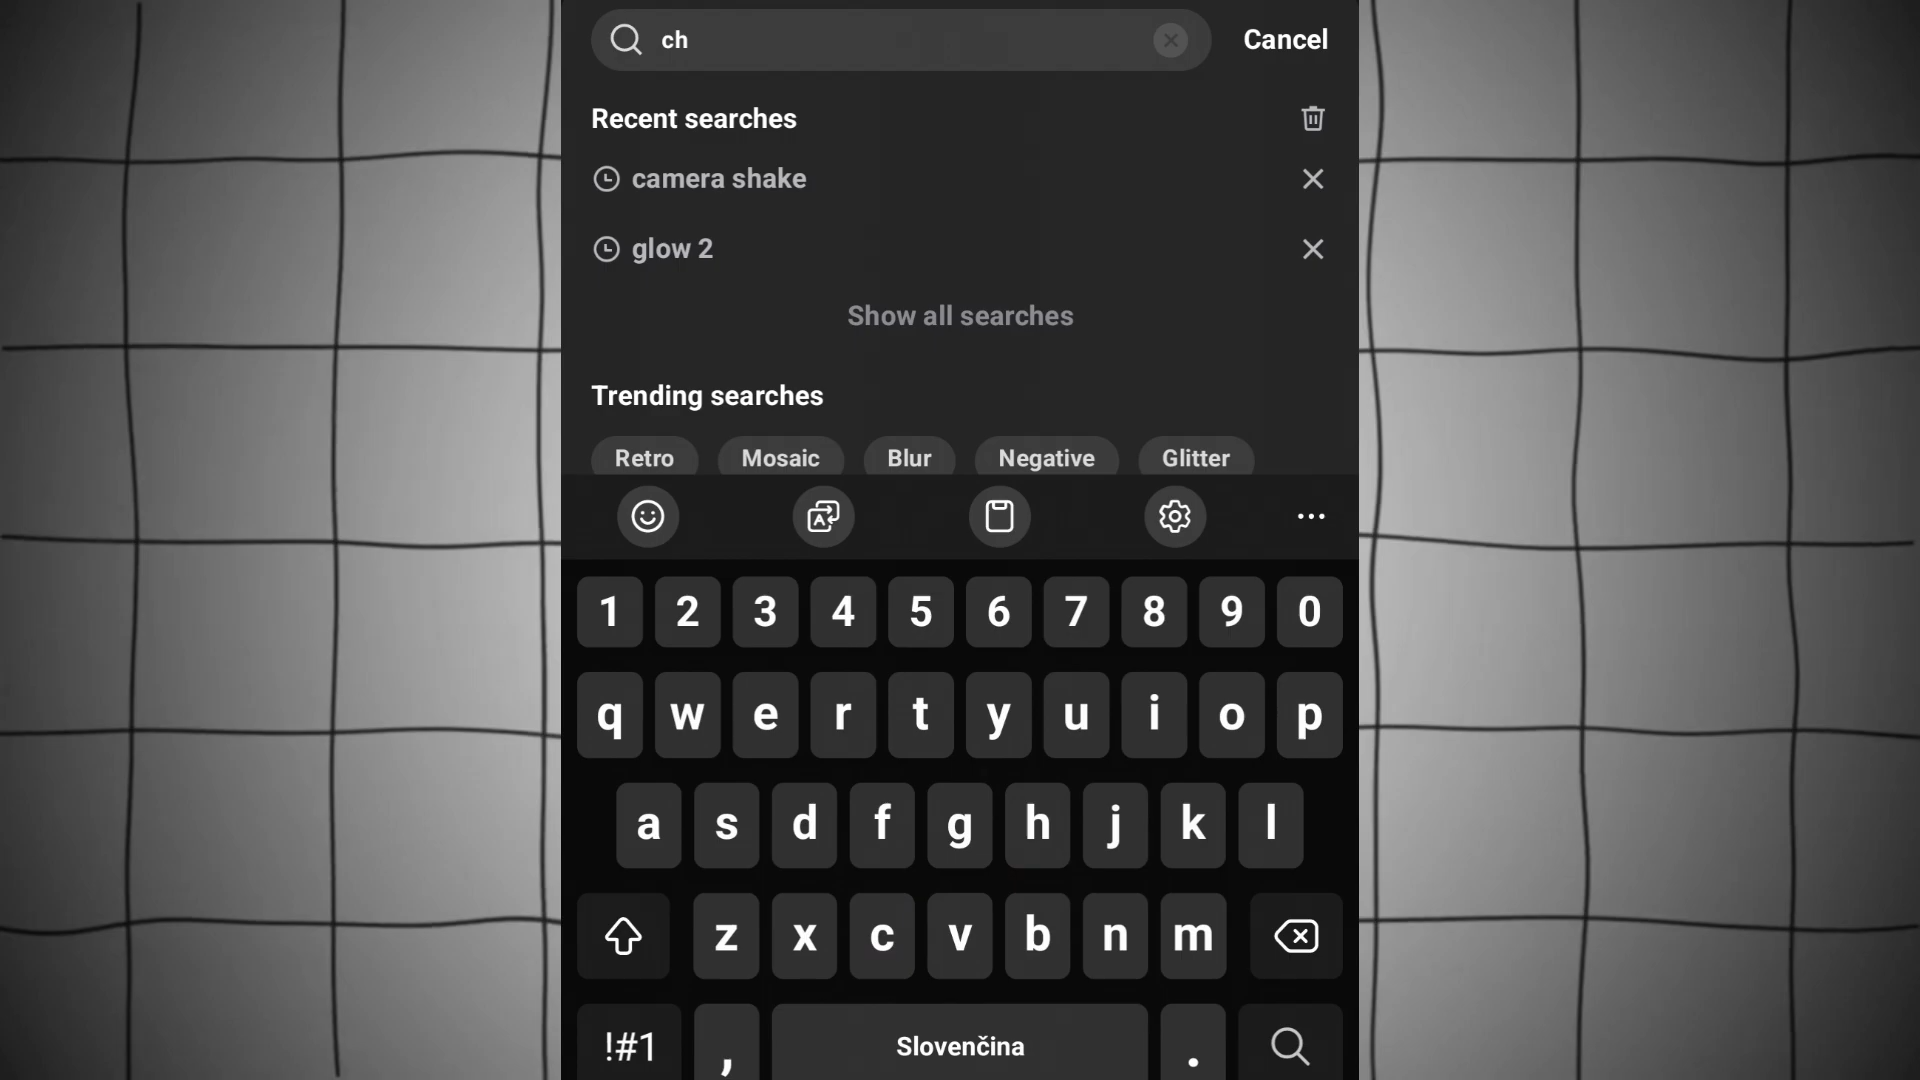 ch
Cancel
Recent searches
camera shake
glow 2
Show all searches
Trending searches
Retro Mosaic Blur Negative Glitter
1 2 3 4 5 6 7 8 9 0
q w e r t y u i o p
a s d f g h j k l
z x c v b n m
!#1 , Slovenčina .